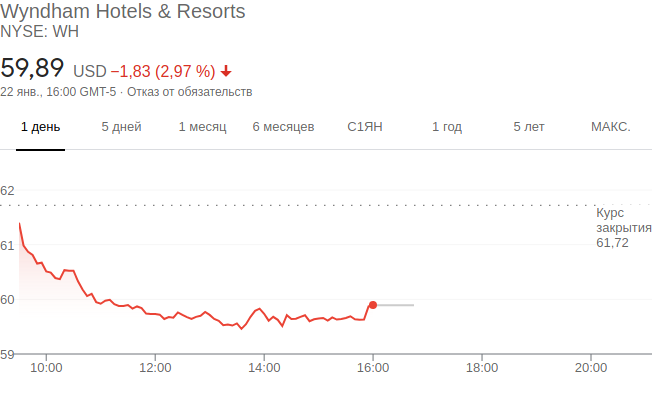 Wyndham Hotels & Resorts
NYSE: WH
59,89 USD −1,83 (2,97 %)
22 янв., 16:00 GMT-5 · Отказ от обязательств
1 день 5 дней 1 месяц 6 месяцев С1ЯН 1 год 5 лет МАКС.
62
Курс
закрытия
61,72
61
60
59
10:00 12:00 14:00 16:00 18:00 20:00